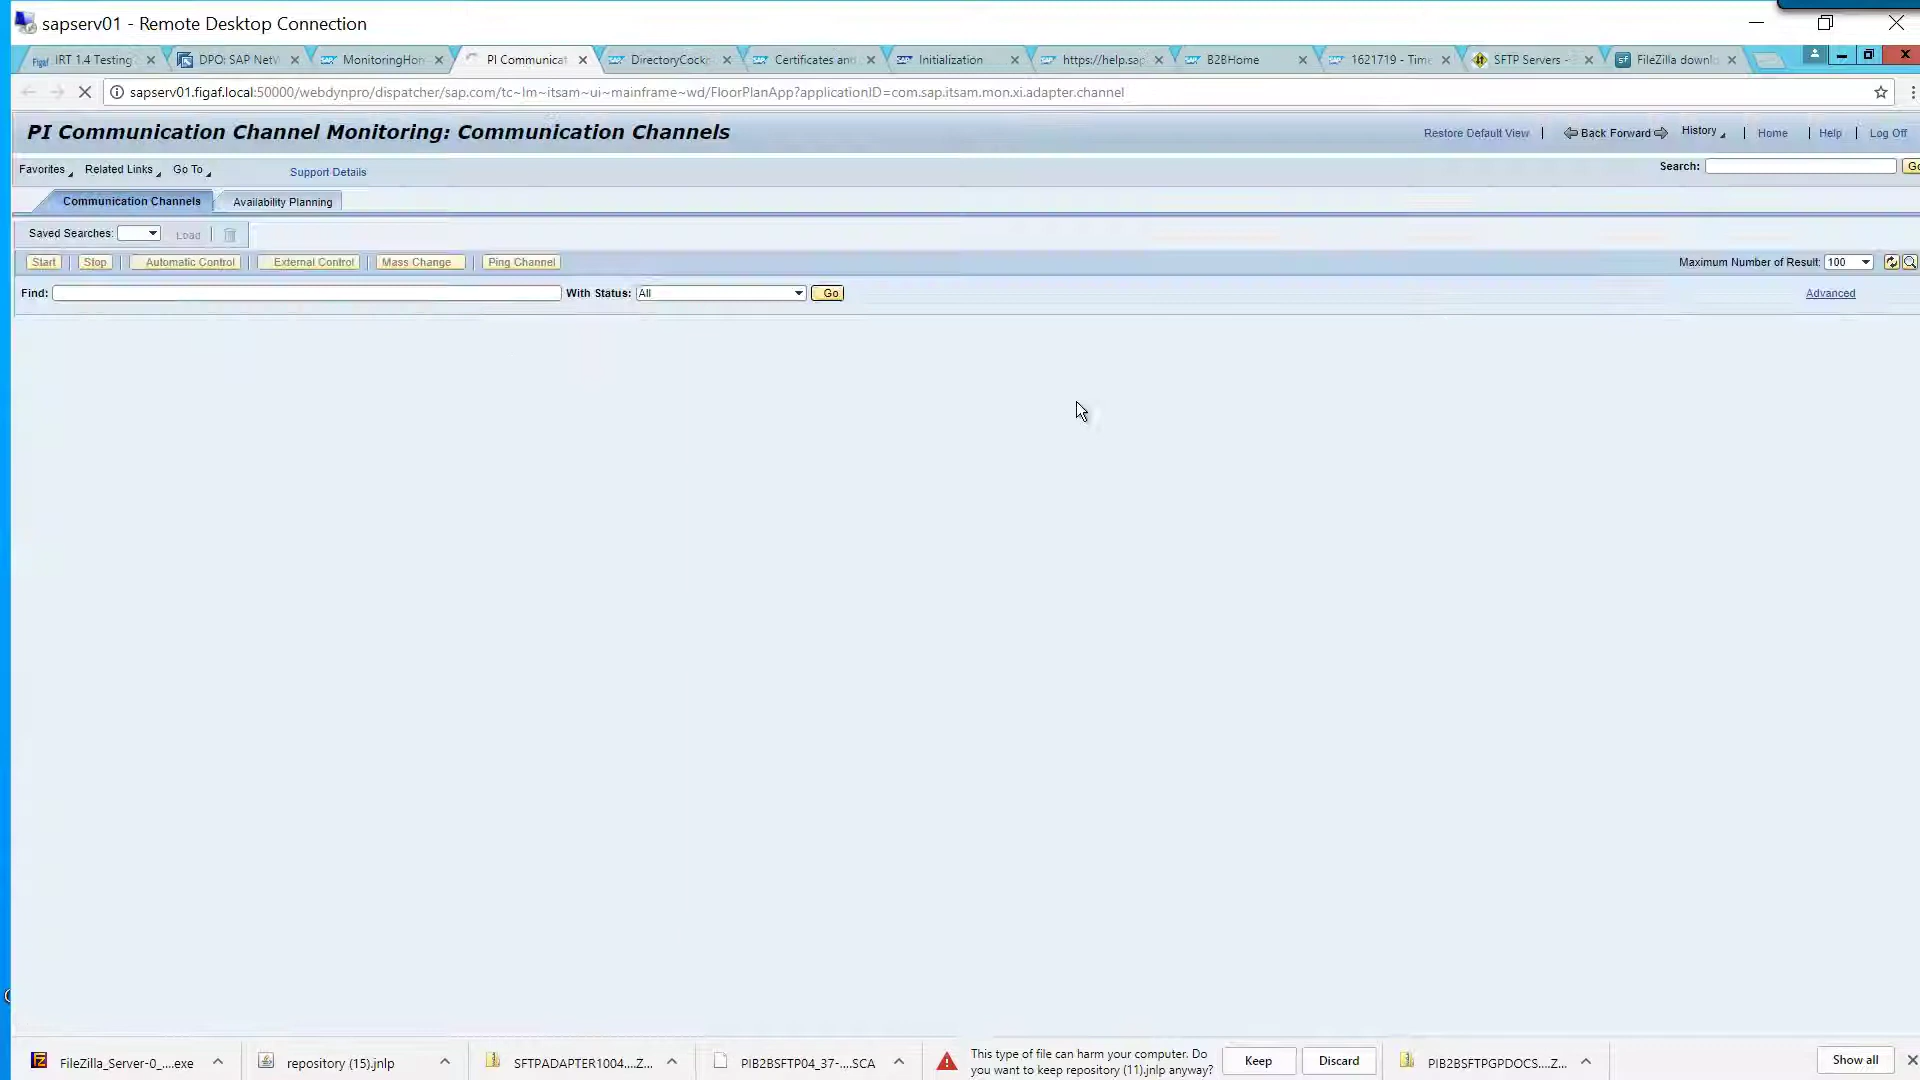 sapserv01 - Remote Desktop Connection
IRT 1.4 Testing DPO: SAP NetW MonitoringHom PI Communicat DirectoryCock Certificates and Initialization https://help.sap B2BHome 1621719 - Time SFTP Servers - FileZilla downl
sapserv01.figaf.local:50000/webdynpro/dispatcher/sap.com/tc~lm~itsam~ui~mainframe~wd/FloorPlanApp?applicationID=com.sap.itsam.mon.xi.adapter.channel
PI Communication Channel Monitoring: Communication Channels
Restore Default View | Back Forward History | Home | Help | Log Off
Favorites Related Links Go To Support Details Search: Go
Communication Channels Availability Planning
Saved Searches: Load
Start Stop Automatic Control External Control Mass Change Ping Channel Maximum Number of Result: 100
Find: With Status: All Go Advanced
FileZilla_Server-0_....exe repository (15).jnlp SFTPADAPTER1004....Z... PIB2BSFTP04_37-....SCA This type of file can harm your computer. Do
you want to keep repository (11).jnlp anyway? Keep Discard PIB2BSFTPGPDOCS....Z... Show all